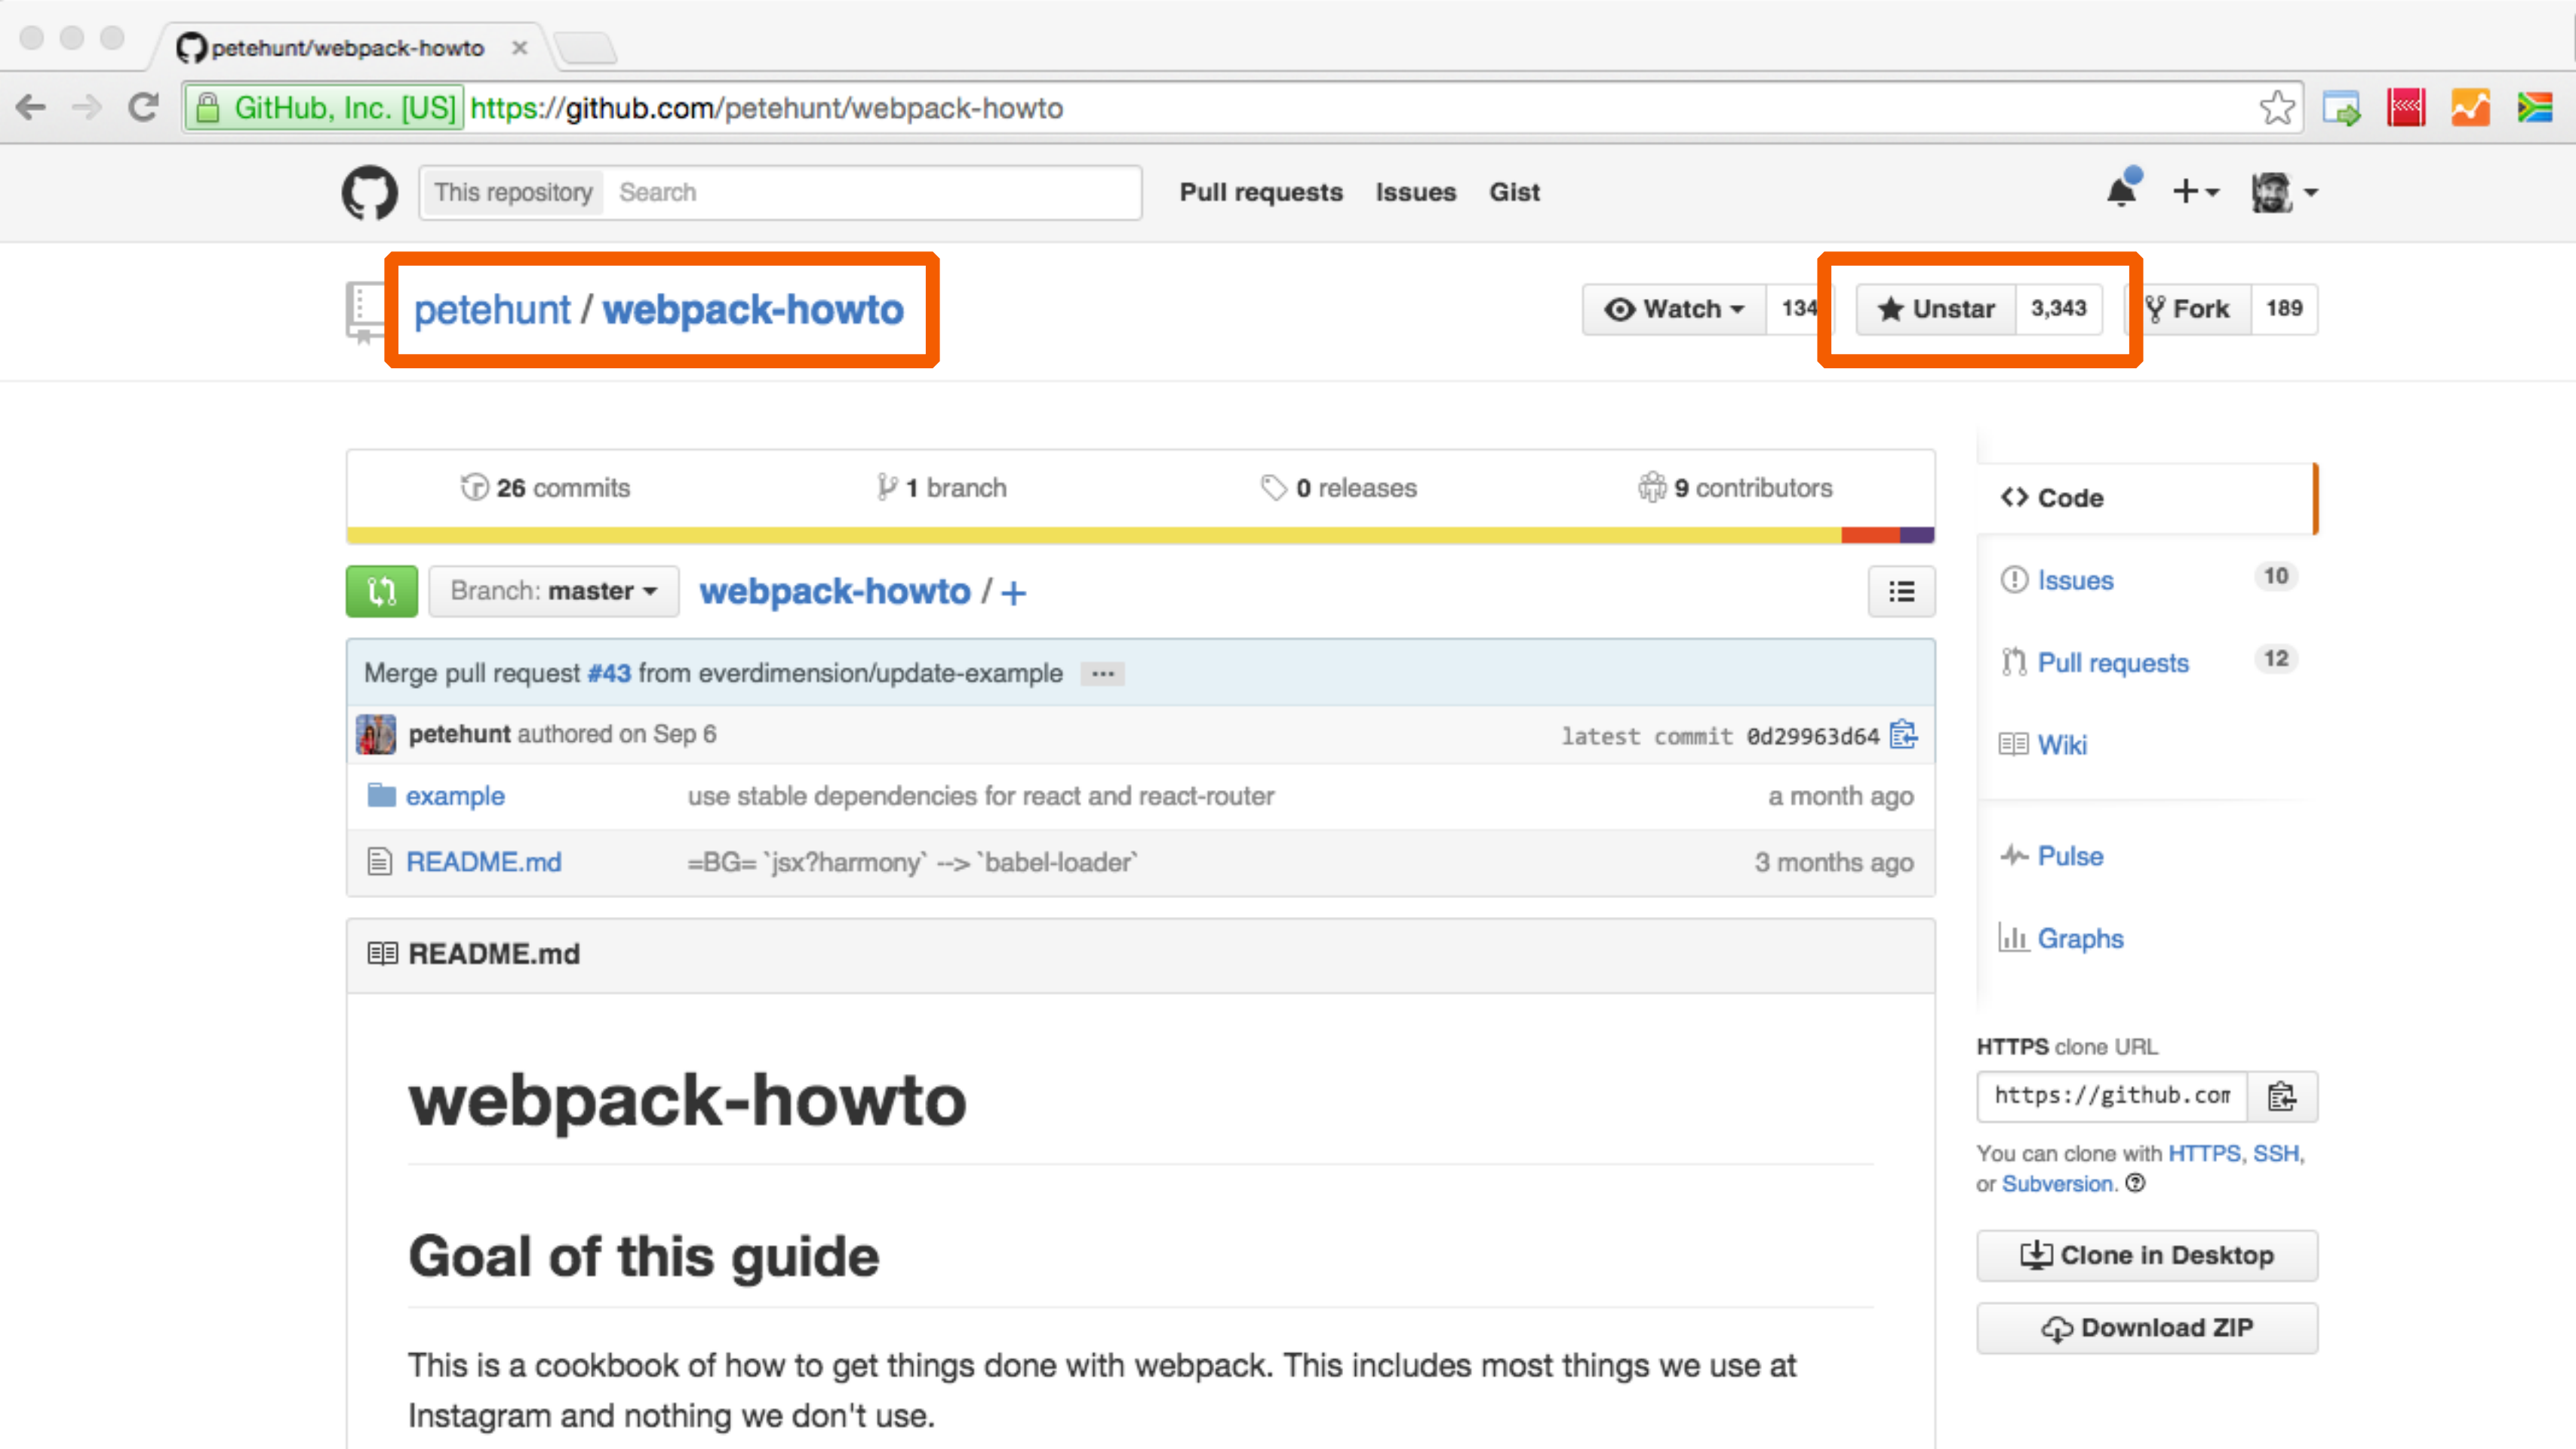 petehunt/webpack-howto
GitHub, Inc. [US] https://github.com/petehunt/webpack-howto
This repository Search Pull requests Issues Gist
petehunt / webpack-howto Watch 134 Unstar 3,343 Fork 189
26 commits 1 branch 0 releases 9 contributors
Code
Branch: master webpack-howto / +
Issues 10
Merge pull request #43 from everdimension/update-example
Pull requests 12
petehunt authored on Sep 6 latest commit 0d29963d64
Wiki
example use stable dependencies for react and react-router a month ago
README.md =BG= `jsx?harmony` --> `babel-loader` 3 months ago
Pulse
Graphs
README.md
HTTPS clone URL
https://github.com
webpack-howto
You can clone with HTTPS, SSH,
or Subversion.
Goal of this guide
Clone in Desktop
Download ZIP
This is a cookbook of how to get things done with webpack. This includes most things we use at
Instagram and nothing we don't use.